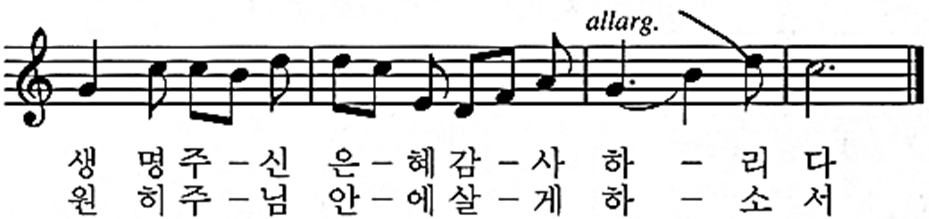 allarg.
생 명 주 – 신 은 – 혜 감 – 사 하 – 리 다
원 히 주 – 님 안 – 에 살 – 게 하 – 소 서